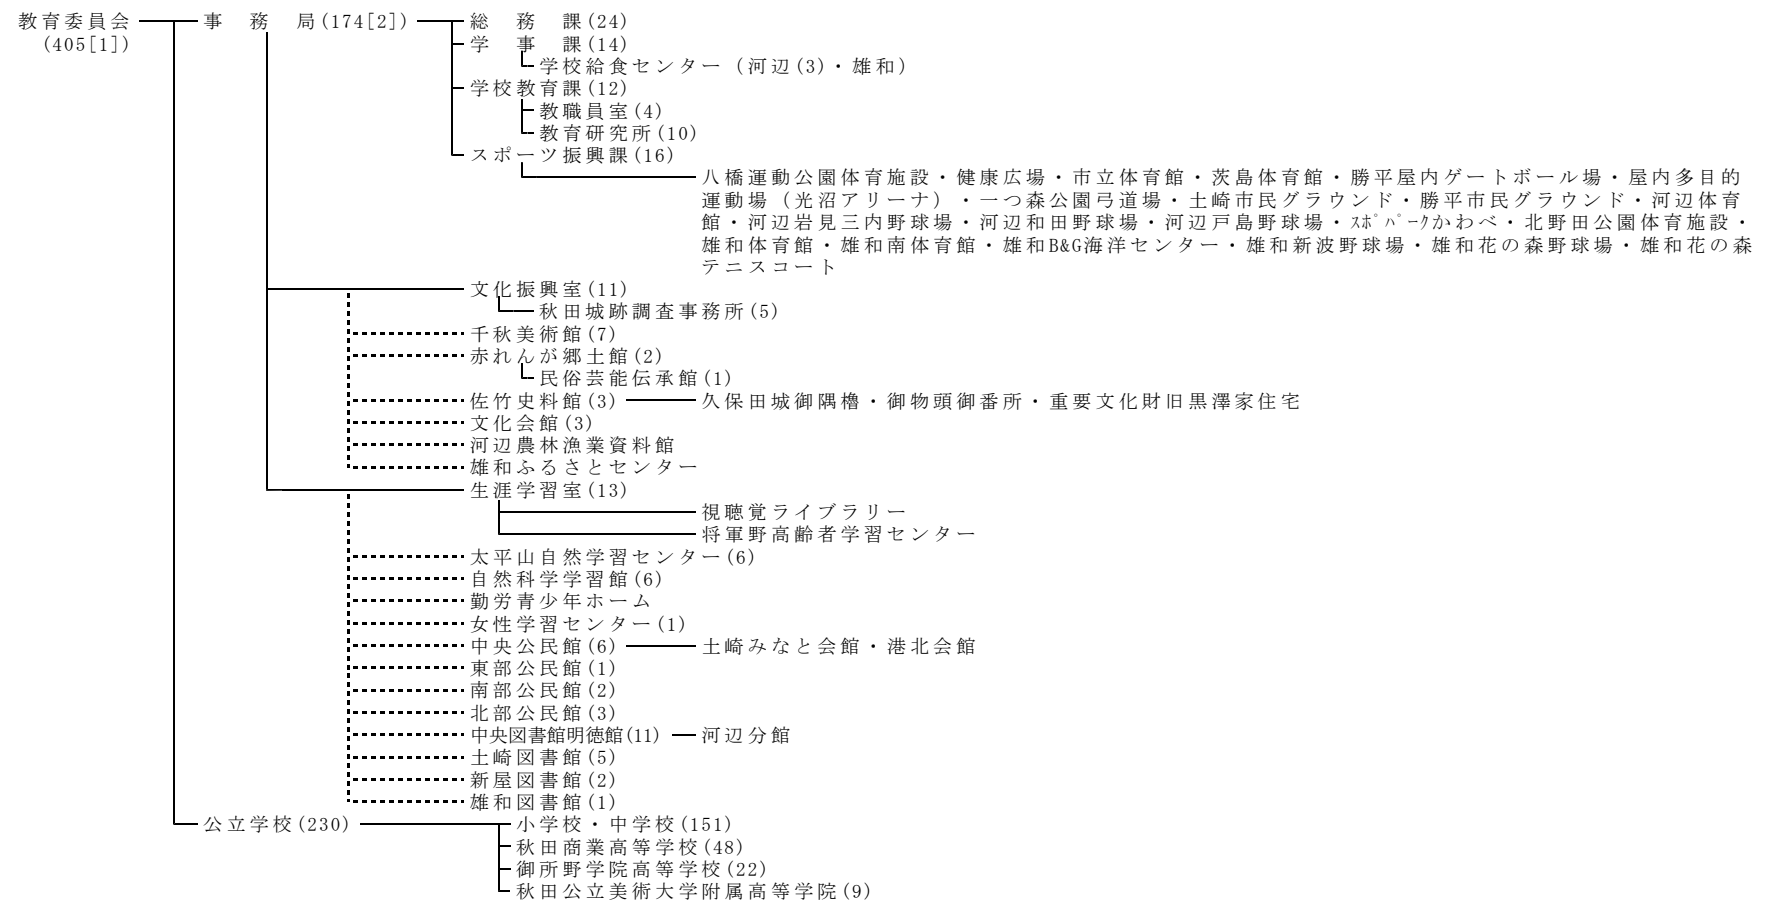 教育委員会 事務局(174[2]) 総務課(24)
(405[1]) 学事課(14)
学校給食センター（河辺(3)・雄和）
学校教育課(12)
教職員室(4)
教育研究所(10)
スポーツ振興課(16)
八橋運動公園体育施設・健康広場・市立体育館・茨島体育館・勝平屋内ゲートボール場・屋内多目的
運動場（光沼アリーナ）・一つ森公園弓道場・土崎市民グラウンド・勝平市民グラウンド・河辺体育
館・河辺岩見三内野球場・河辺和田野球場・河辺戸島野球場・ｽﾎﾟﾊﾟｰｸかわべ・北野田公園体育施設・
雄和体育館・雄和南体育館・雄和B&G海洋センター・雄和新波野球場・雄和花の森野球場・雄和花の森
テニスコート
文化振興室(11)
秋田城跡調査事務所(5)
千秋美術館(7)
赤れんが郷土館(2)
民俗芸能伝承館(1)
佐竹史料館(3) 久保田城御隅櫓・御物頭御番所・重要文化財旧黒澤家住宅
文化会館(3)
河辺農林漁業資料館
雄和ふるさとセンター
生涯学習室(13)
視聴覚ライブラリー
将軍野高齢者学習センター
太平山自然学習センター(6)
自然科学学習館(6)
勤労青少年ホーム
女性学習センター(1)
中央公民館(6) 土崎みなと会館・港北会館
東部公民館(1)
南部公民館(2)
北部公民館(3)
中央図書館明徳館(11) 河辺分館
土崎図書館(5)
新屋図書館(2)
雄和図書館(1)
公立学校(230) 小学校・中学校(151)
秋田商業高等学校(48)
御所野学院高等学校(22)
秋田公立美術大学附属高等学院(9)